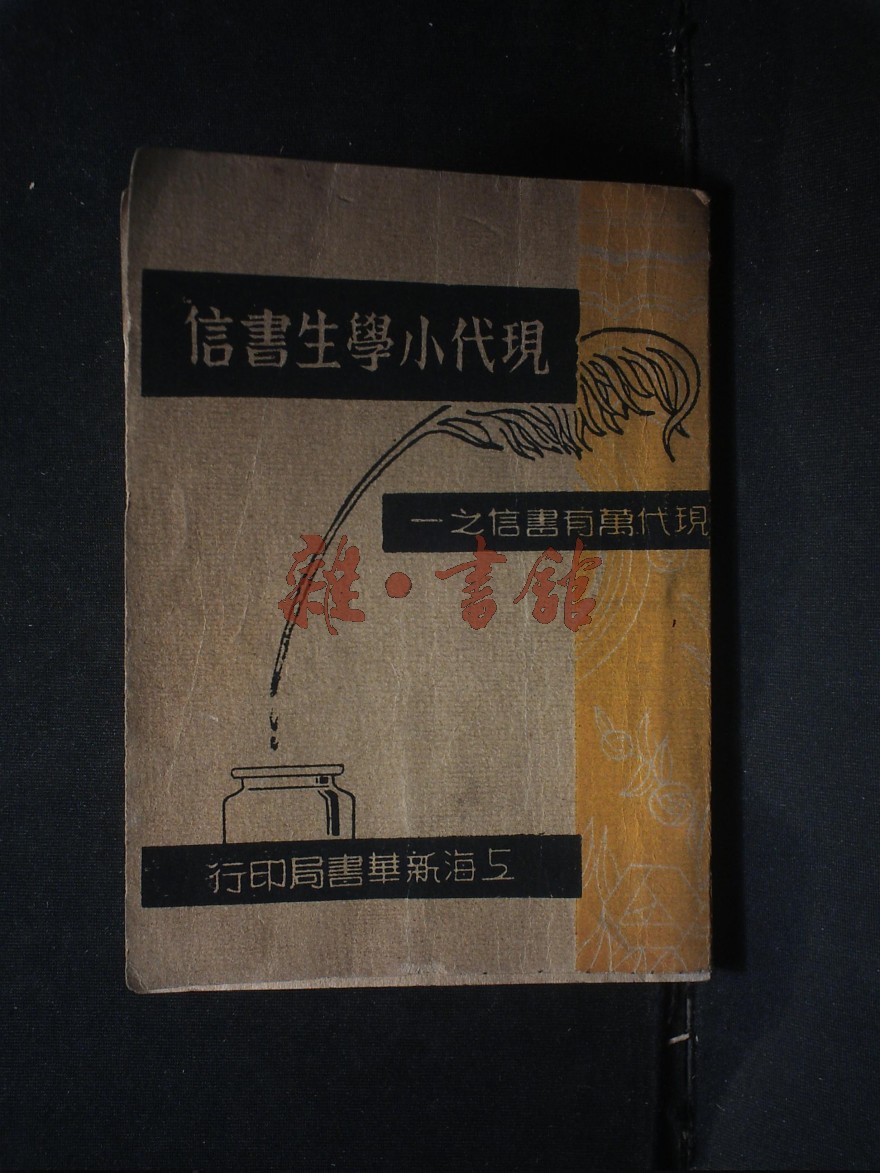 現代小學生書信
現代萬有書信之一
雜·書館
上海新華書局印行